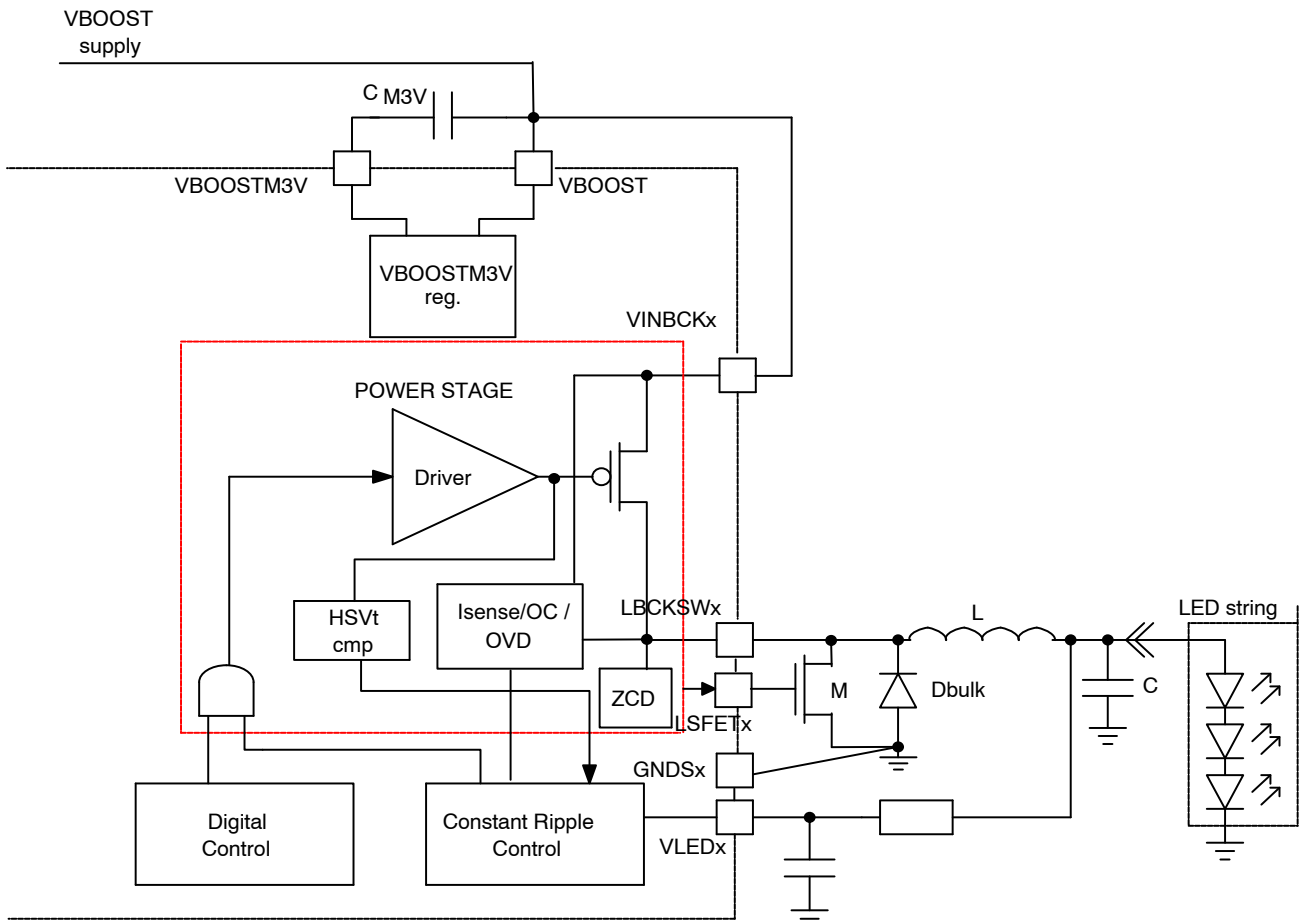 VBOOST
supply
C M3V
VBOOSTM3V
VBOOST
VBOOSTM3V
reg.
VINBCKx
POWER STAGE
Driver
HSVt
cmp
Isense/OC /
OVD
LBCKSWx
L
LED string
ZCD
M
Dbulk
C
LSFETx
GNDSx
Digital
Control
Constant Ripple
Control
VLEDx